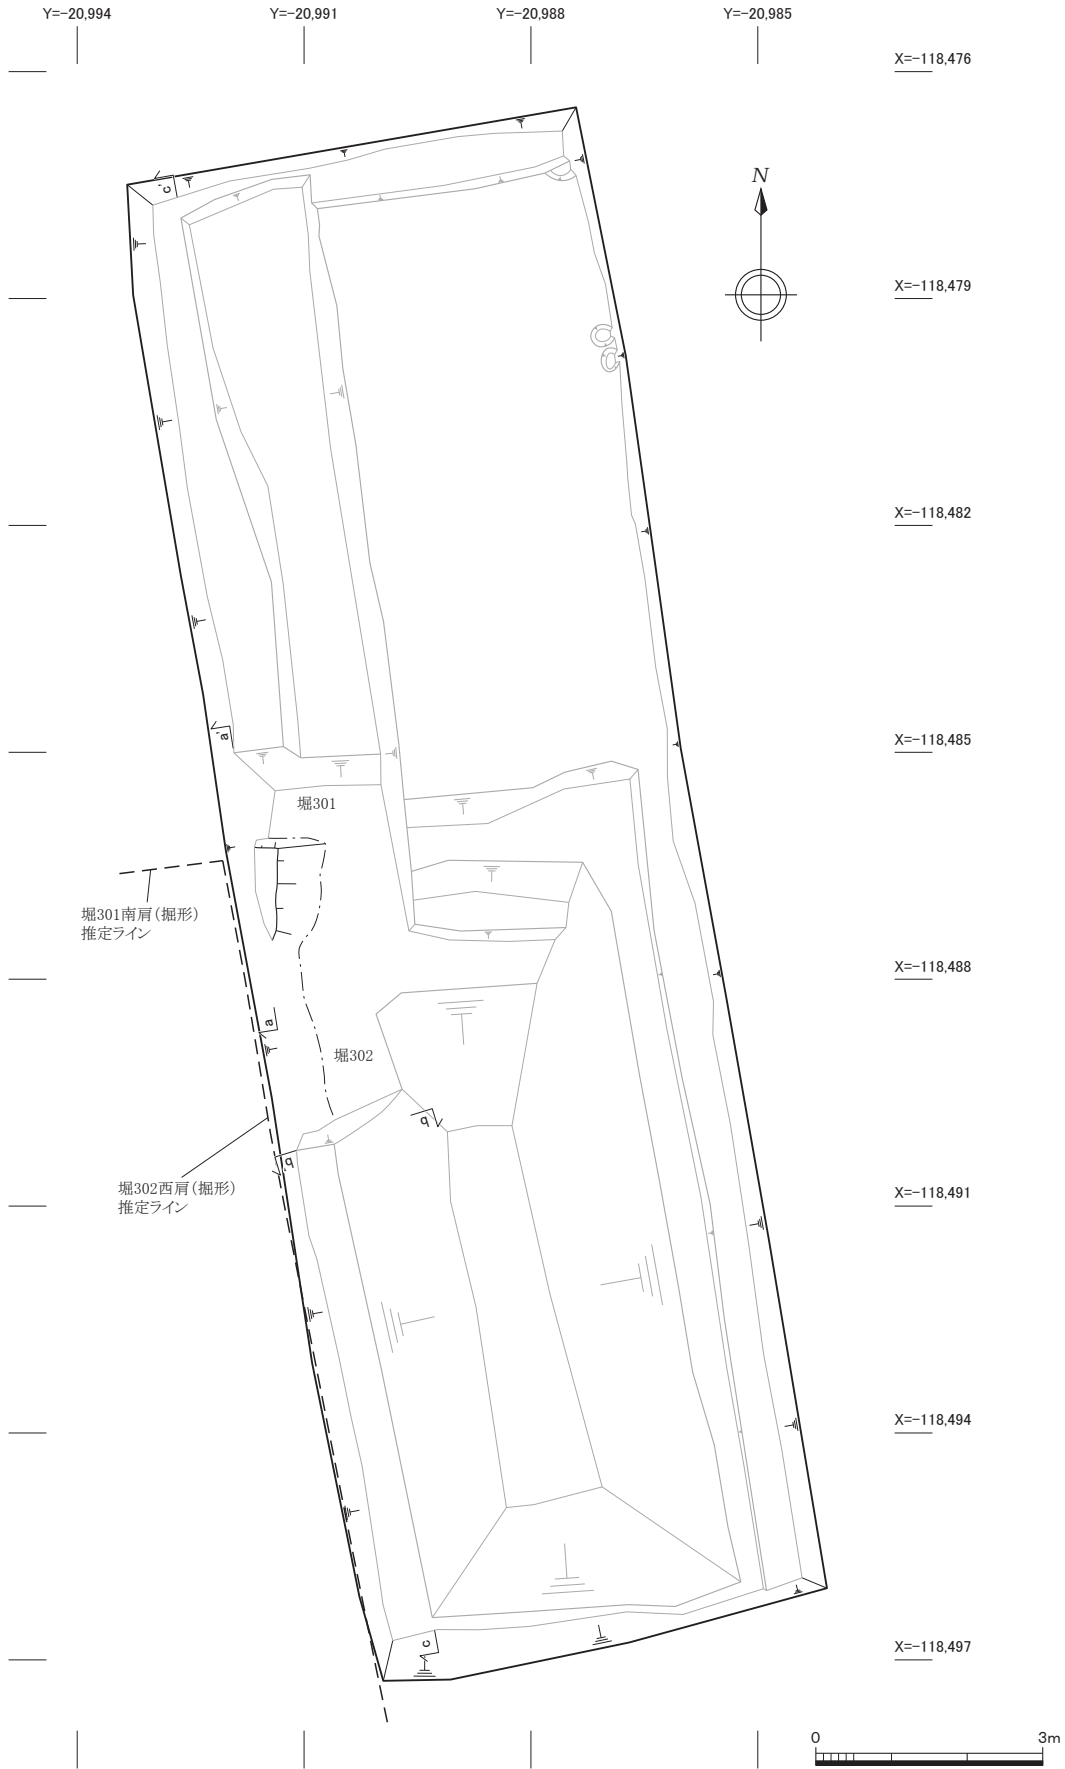 Y=-20,994
Y=-20,991
Y=-20,988
Y=-20,985
X=-118,476
c'
N
X=-118,479
X=-118,482
a'
X=-118,485
堀301
堀301南肩(掘形)
推定ライン
X=-118,488
a
堀302
b
b'
堀302西肩(掘形)
推定ライン
X=-118,491
X=-118,494
c
X=-118,497
0
3m